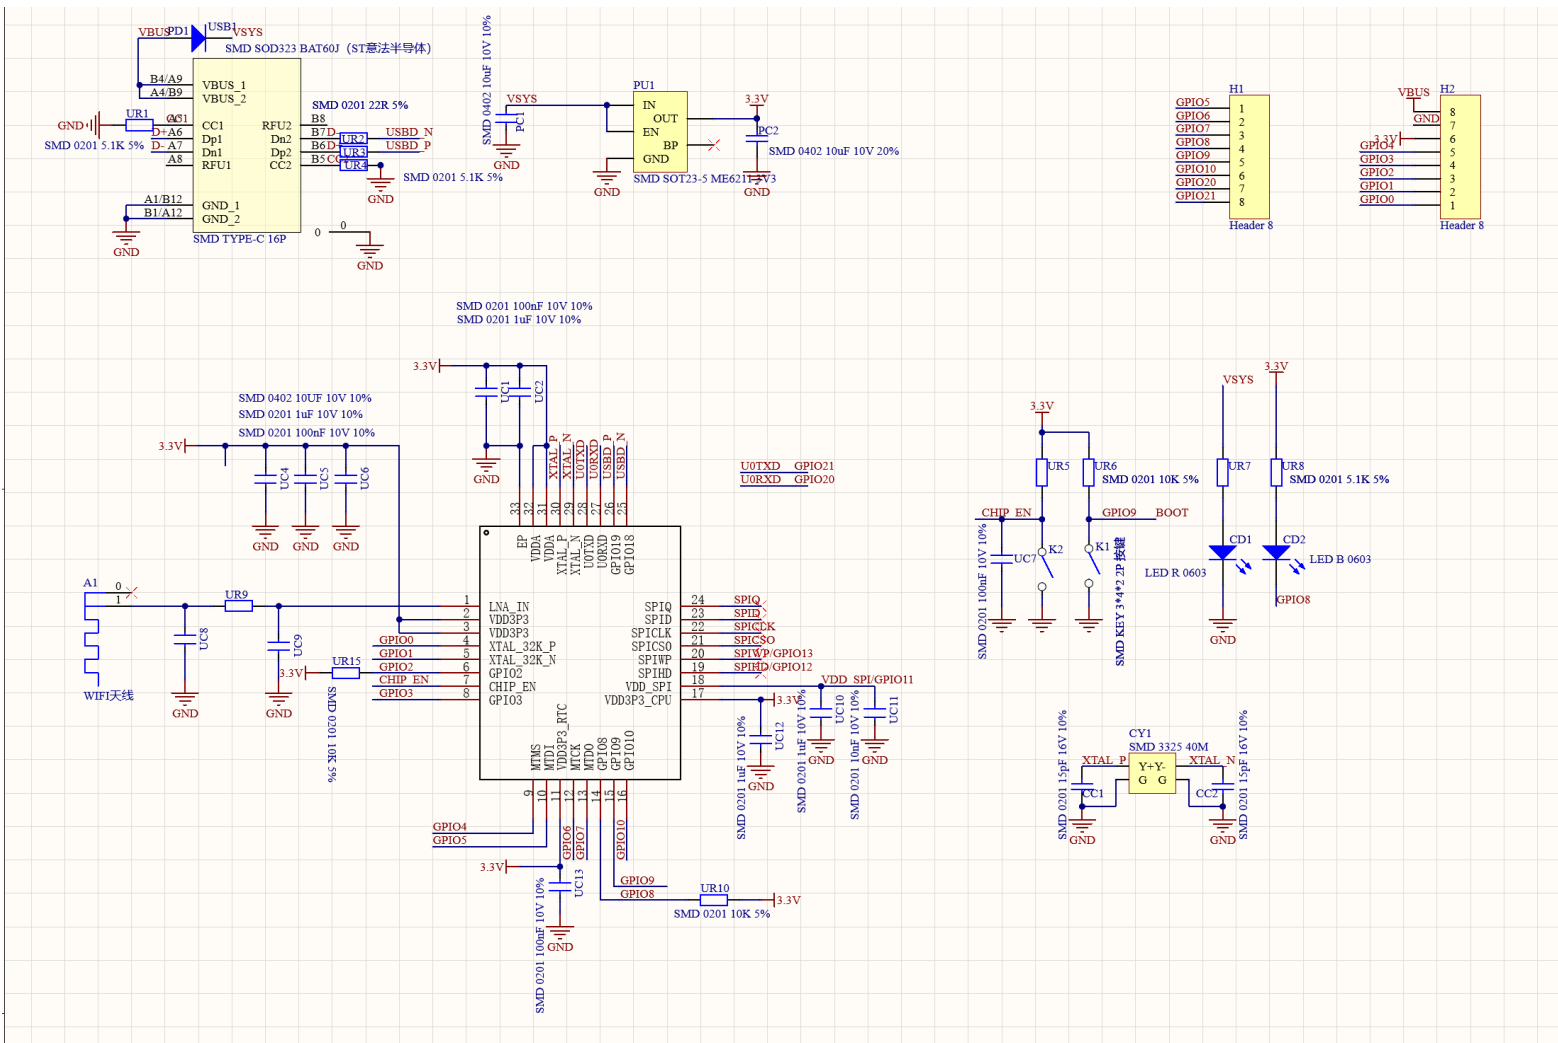 VBUS
PD1
USB1
VSYS
SMD SOD323 BAT60J（ST意法半导体）
B4/A9
A4/B9
VBUS_1
VBUS_2
UR1
GND
SMD 0201 5.1K 5%
D+
A6
D-
A7
A8
CC1
Dp1
Dn1
RFU1
RFU2
Dn2
Dp2
CC2
SMD 0201 22R 5%
B8
B7
B6
B5
UR2
UR3
UR4
USBD_N
USBD_P
SMD 0201 5.1K 5%
GND
A1/B12
B1/A12
GND_1
GND_2
GND
SMD TYPE-C 16P
0
0
GND
SMD 0402 10uF 10V 10%
VSYS
PC1
GND
PU1
IN
OUT
EN
BP
GND
GND
3.3V
PC2
SMD 0402 10uF 10V 20%
SMD SOT23-5 ME6211 3V3
GND
H1
GPIO5
1
GPIO6
2
GPIO7
3
GPIO8
4
GPIO9
5
GPIO10
6
GPIO20
7
GPIO21
8
Header 8
H2
VBUS
8
GND
7
3.3V
6
GPIO4
5
GPIO3
4
GPIO2
3
GPIO1
2
GPIO0
1
Header 8
SMD 0201 100nF 10V 10%
SMD 0201 1uF 10V 10%
3.3V
UC1
UC2
GND
SMD 0402 10UF 10V 10%
SMD 0201 1uF 10V 10%
SMD 0201 100nF 10V 10%
3.3V
UC4
UC5
UC6
GND
GND
GND
XTAL_P
XTAL_N
U0TXD
U0RXD
USBD_P
USBD_N
33
32
31
30
29
28
27
26
25
EP
VDDA
VDDA
XTAL_P
XTAL_N
U0TXD
U0RXD
GPIO19
GPIO18
U0TXD
GPIO21
U0RXD
GPIO20
A1
0
1
WIFI天线
UR9
UC8
UC9
GND
GND
3.3V
UR15
SMD 0201 10K 5%
GPIO0
GPIO1
GPIO2
CHIP_EN
GPIO3
1
2
3
4
5
6
7
8
LNA_IN
VDD3P3
VDD3P3
XTAL_32K_P
XTAL_32K_N
GPIO2
CHIP_EN
GPIO3
SPIQ
SPID
SPICLK
SPICS0
SPIWP
SPIHD
VDD_SPI
VDD3P3_CPU
24
23
22
21
20
19
18
17
SPIQ
SPID
SPICLK
SPICSO
SPIWP/GPIO13
SPIHD/GPIO12
VDD_SPI/GPIO11
3.3V
UC12
UC10
UC11
GND
GND
GND
SMD 0201 1uF 10V 10%
SMD 0201 1uF 10V 10%
SMD 0201 10nF 10V 10%
MTMS
MTDI
VDD3P3_RTC
MTCK
MTDO
GPIO8
GPIO9
GPIO10
9
10
11
12
13
14
15
16
GPIO4
GPIO5
GPIO6
GPIO7
GPIO10
3.3V
UC13
SMD 0201 100nF 10V 10%
GND
GPIO9
GPIO8
UR10
3.3V
SMD 0201 10K 5%
3.3V
UR5
UR6
SMD 0201 10K 5%
CHIP_EN
GPIO9
BOOT
UC7
SMD 0201 100nF 10V 10%
K2
K1
SMD KEY 3*4*2 2P 按键
VSYS
3.3V
UR7
UR8
SMD 0201 5.1K 5%
CD1
CD2
LED R 0603
LED B 0603
GPIO8
GND
CY1
SMD 3325 40M
XTAL_P
Y+
Y-
G
G
XTAL_N
CC1
CC2
SMD 0201 15pF 16V 10%
SMD 0201 15pF 16V 10%
GND
GND